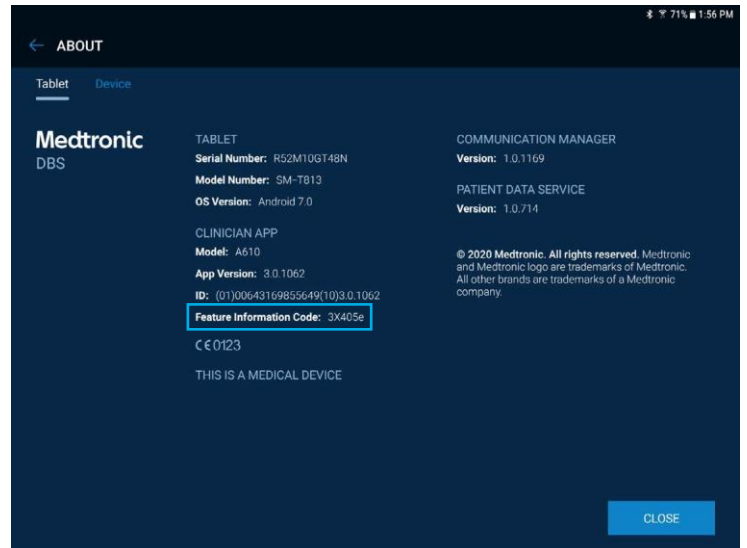 71% 1:56 PM
← ABOUT
Tablet Device
Medtronic
DBS
TABLET
Serial Number: R52M10GT48N
Model Number: SM-T813
OS Version: Android 7.0
CLINICIAN APP
Model: A610
App Version: 3.0.1062
ID: (01)00643169855649(10)3.0.1062
Feature Information Code: 3X405e
CE0123
THIS IS A MEDICAL DEVICE
COMMUNICATION MANAGER
Version: 1.0.1169
PATIENT DATA SERVICE
Version: 1.0.714
© 2020 Medtronic. All rights reserved. Medtronic
and Medtronic logo are trademarks of Medtronic.
All other brands are trademarks of a Medtronic
company.
CLOSE